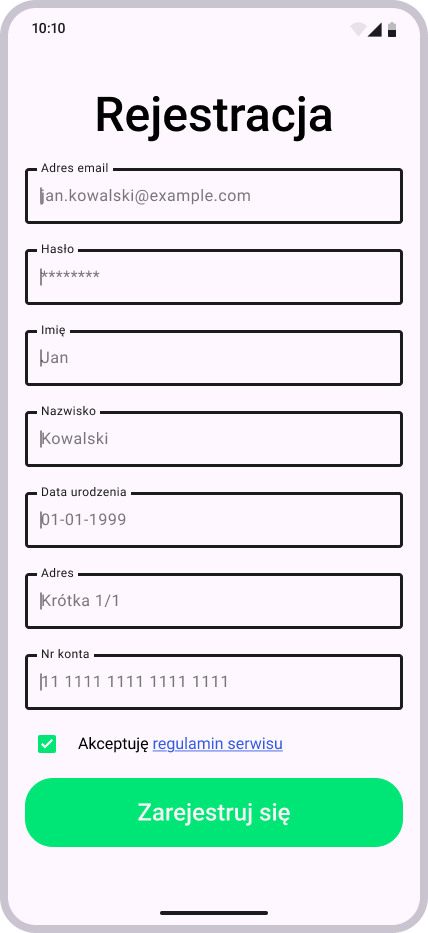 10:10
Rejestracja
Adres email
jan.kowalski@example.com
Hasło
********
Imię
Jan
Nazwisko
Kowalski
Data urodzenia
01-01-1999
Adres
Krótka 1/1
Nr konta
11 1111 1111 1111 1111
Akceptuję regulamin serwisu
Zarejestruj się